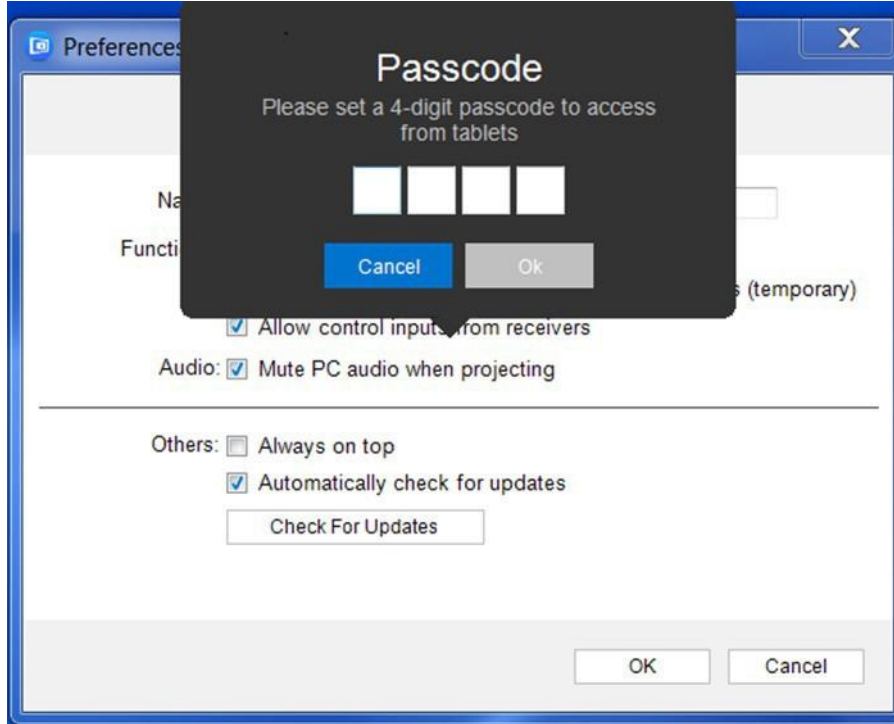 Preferences
X
Passcode
Please set a 4-digit passcode to access
from tablets
Cancel
Ok
Na
Functi
(temporary)
Allow control inputs from receivers
Audio: Mute PC audio when projecting
Others: Always on top
Automatically check for updates
Check For Updates
OK
Cancel